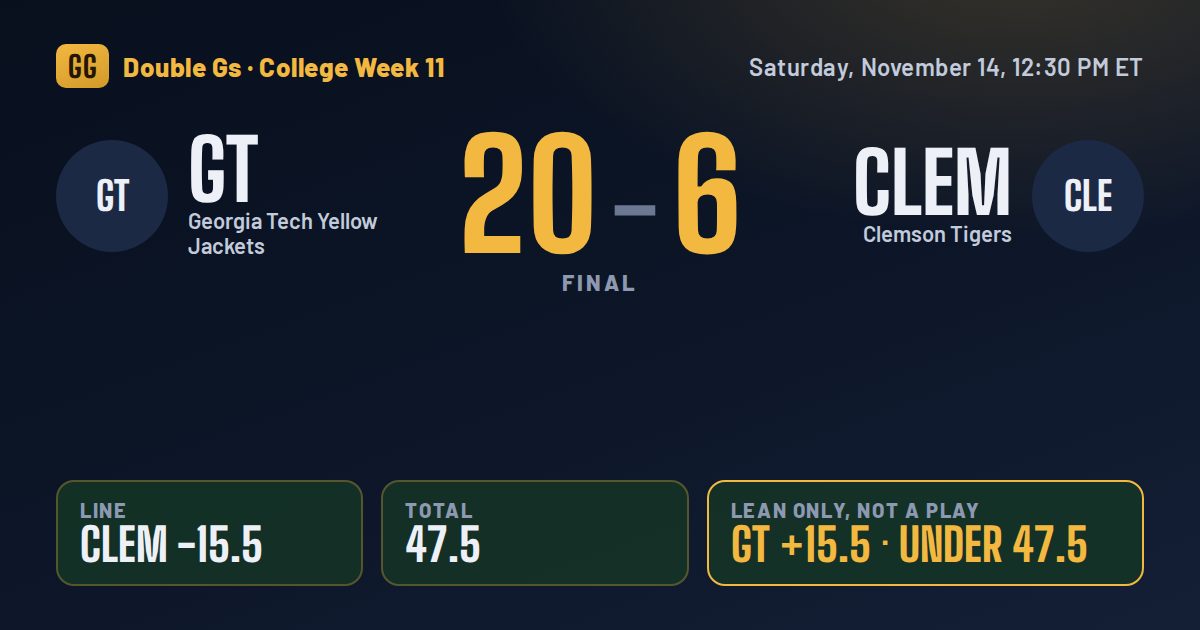 GG Double Gs · College Week 11
Saturday, November 14, 12:30 PM ET
GT
GT
Georgia Tech Yellow
Jackets
20 – 6
FINAL
CLEM
Clemson Tigers
CLE
LINE
CLEM −15.5
TOTAL
47.5
LEAN ONLY, NOT A PLAY
GT +15.5 · UNDER 47.5